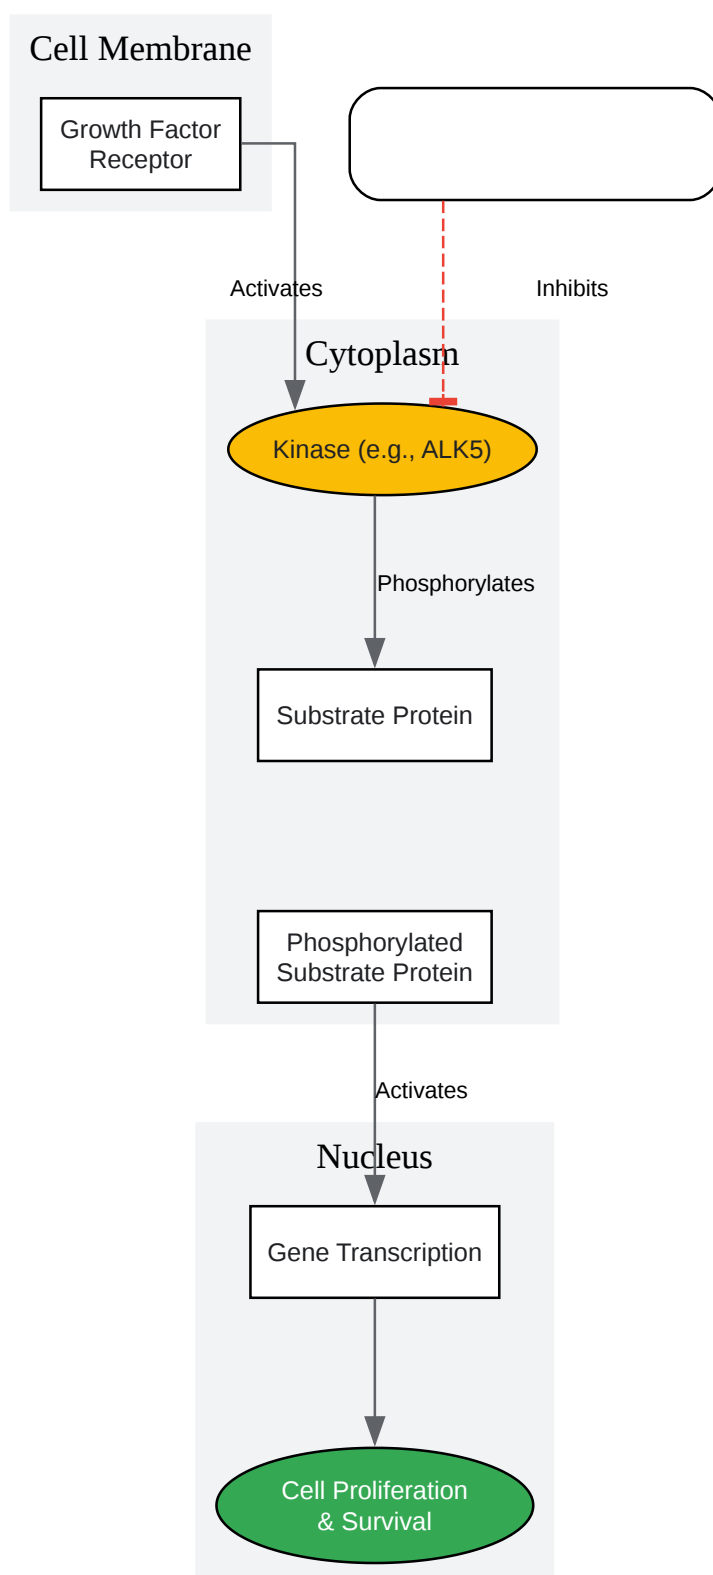 Cell Membrane
Growth Factor
Receptor
Activates
Inhibits
Cytoplasm
Kinase (e.g., ALK5)
Phosphorylates
Substrate Protein
Phosphorylated
Substrate Protein
Activates
Nucleus
Gene Transcription
Cell Proliferation
& Survival